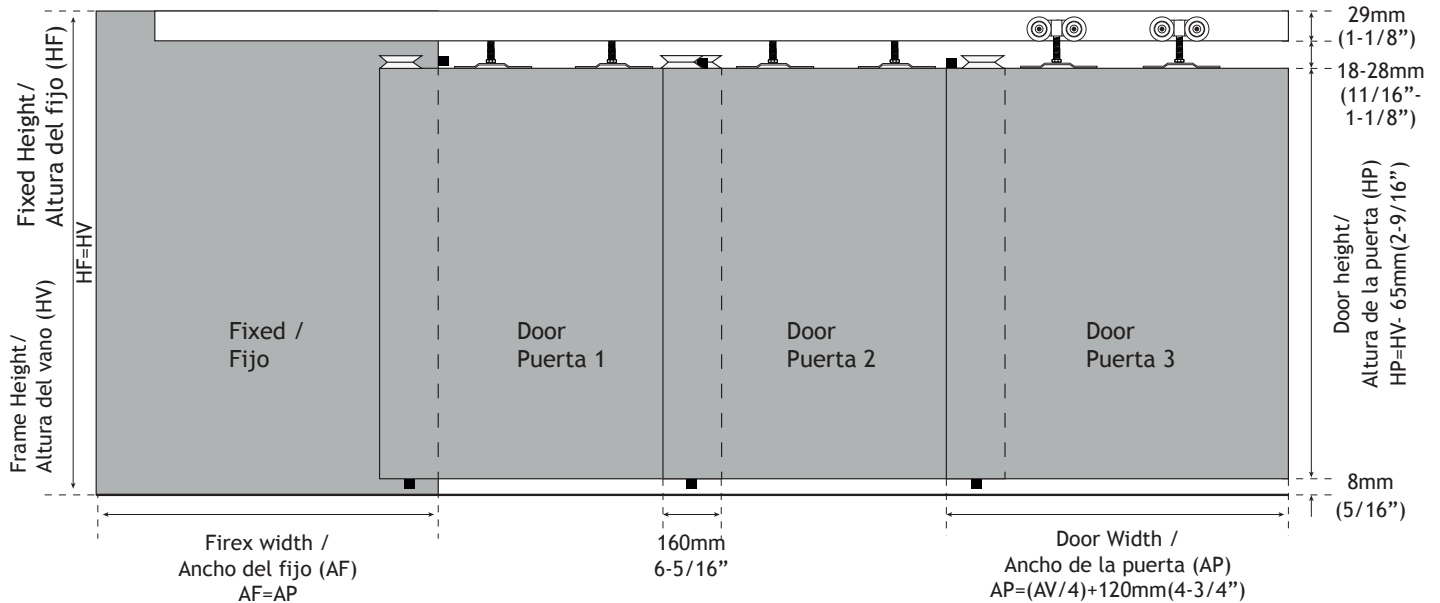 Fixed Height/
Altura del fijo (HF)
Frame Height/
Altura del vano (HV)
HF=HV
Fixed /
Fijo
Door
Puerta 1
Door
Puerta 2
Door
Puerta 3
29mm
(1-1/8”)
18-28mm
(11/16”-
1-1/8”)
Door height/
Altura de la puerta (HP)
HP=HV- 65mm(2-9/16”)
8mm
(5/16”)
Firex width /
Ancho del fijo (AF)
AF=AP
160mm
6-5/16”
Door Width /
Ancho de la puerta (AP)
AP=(AV/4)+120mm(4-3/4”)